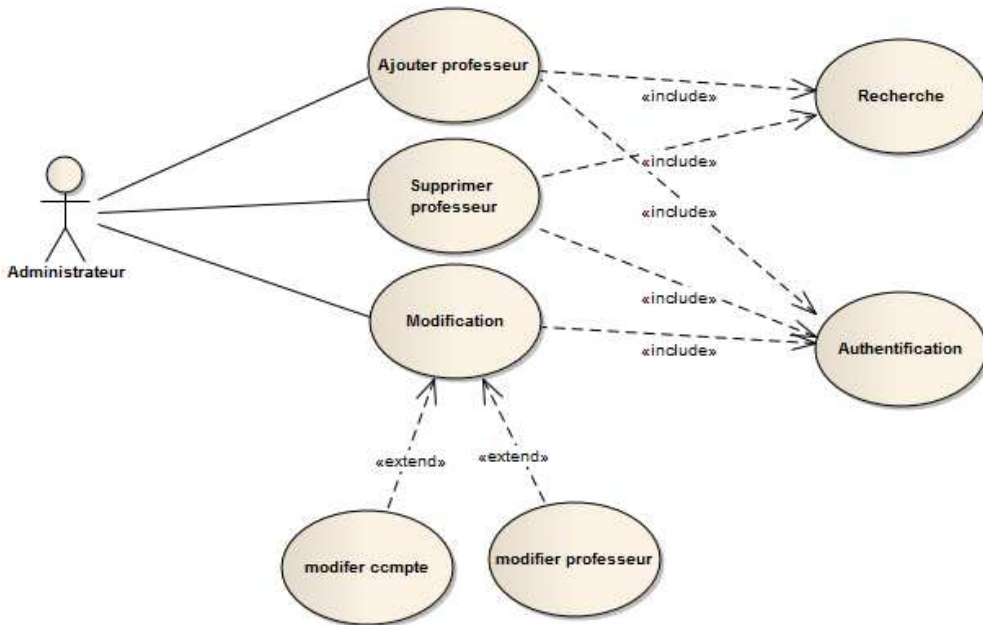 Ajouter professeur
«include»
Recherche
Supprimer
professeur
«include»
«include»
Administrateur
«include»
Modification
«include»
Authentification
«extend»
«extend»
modifer ccmpte
modifier professeur